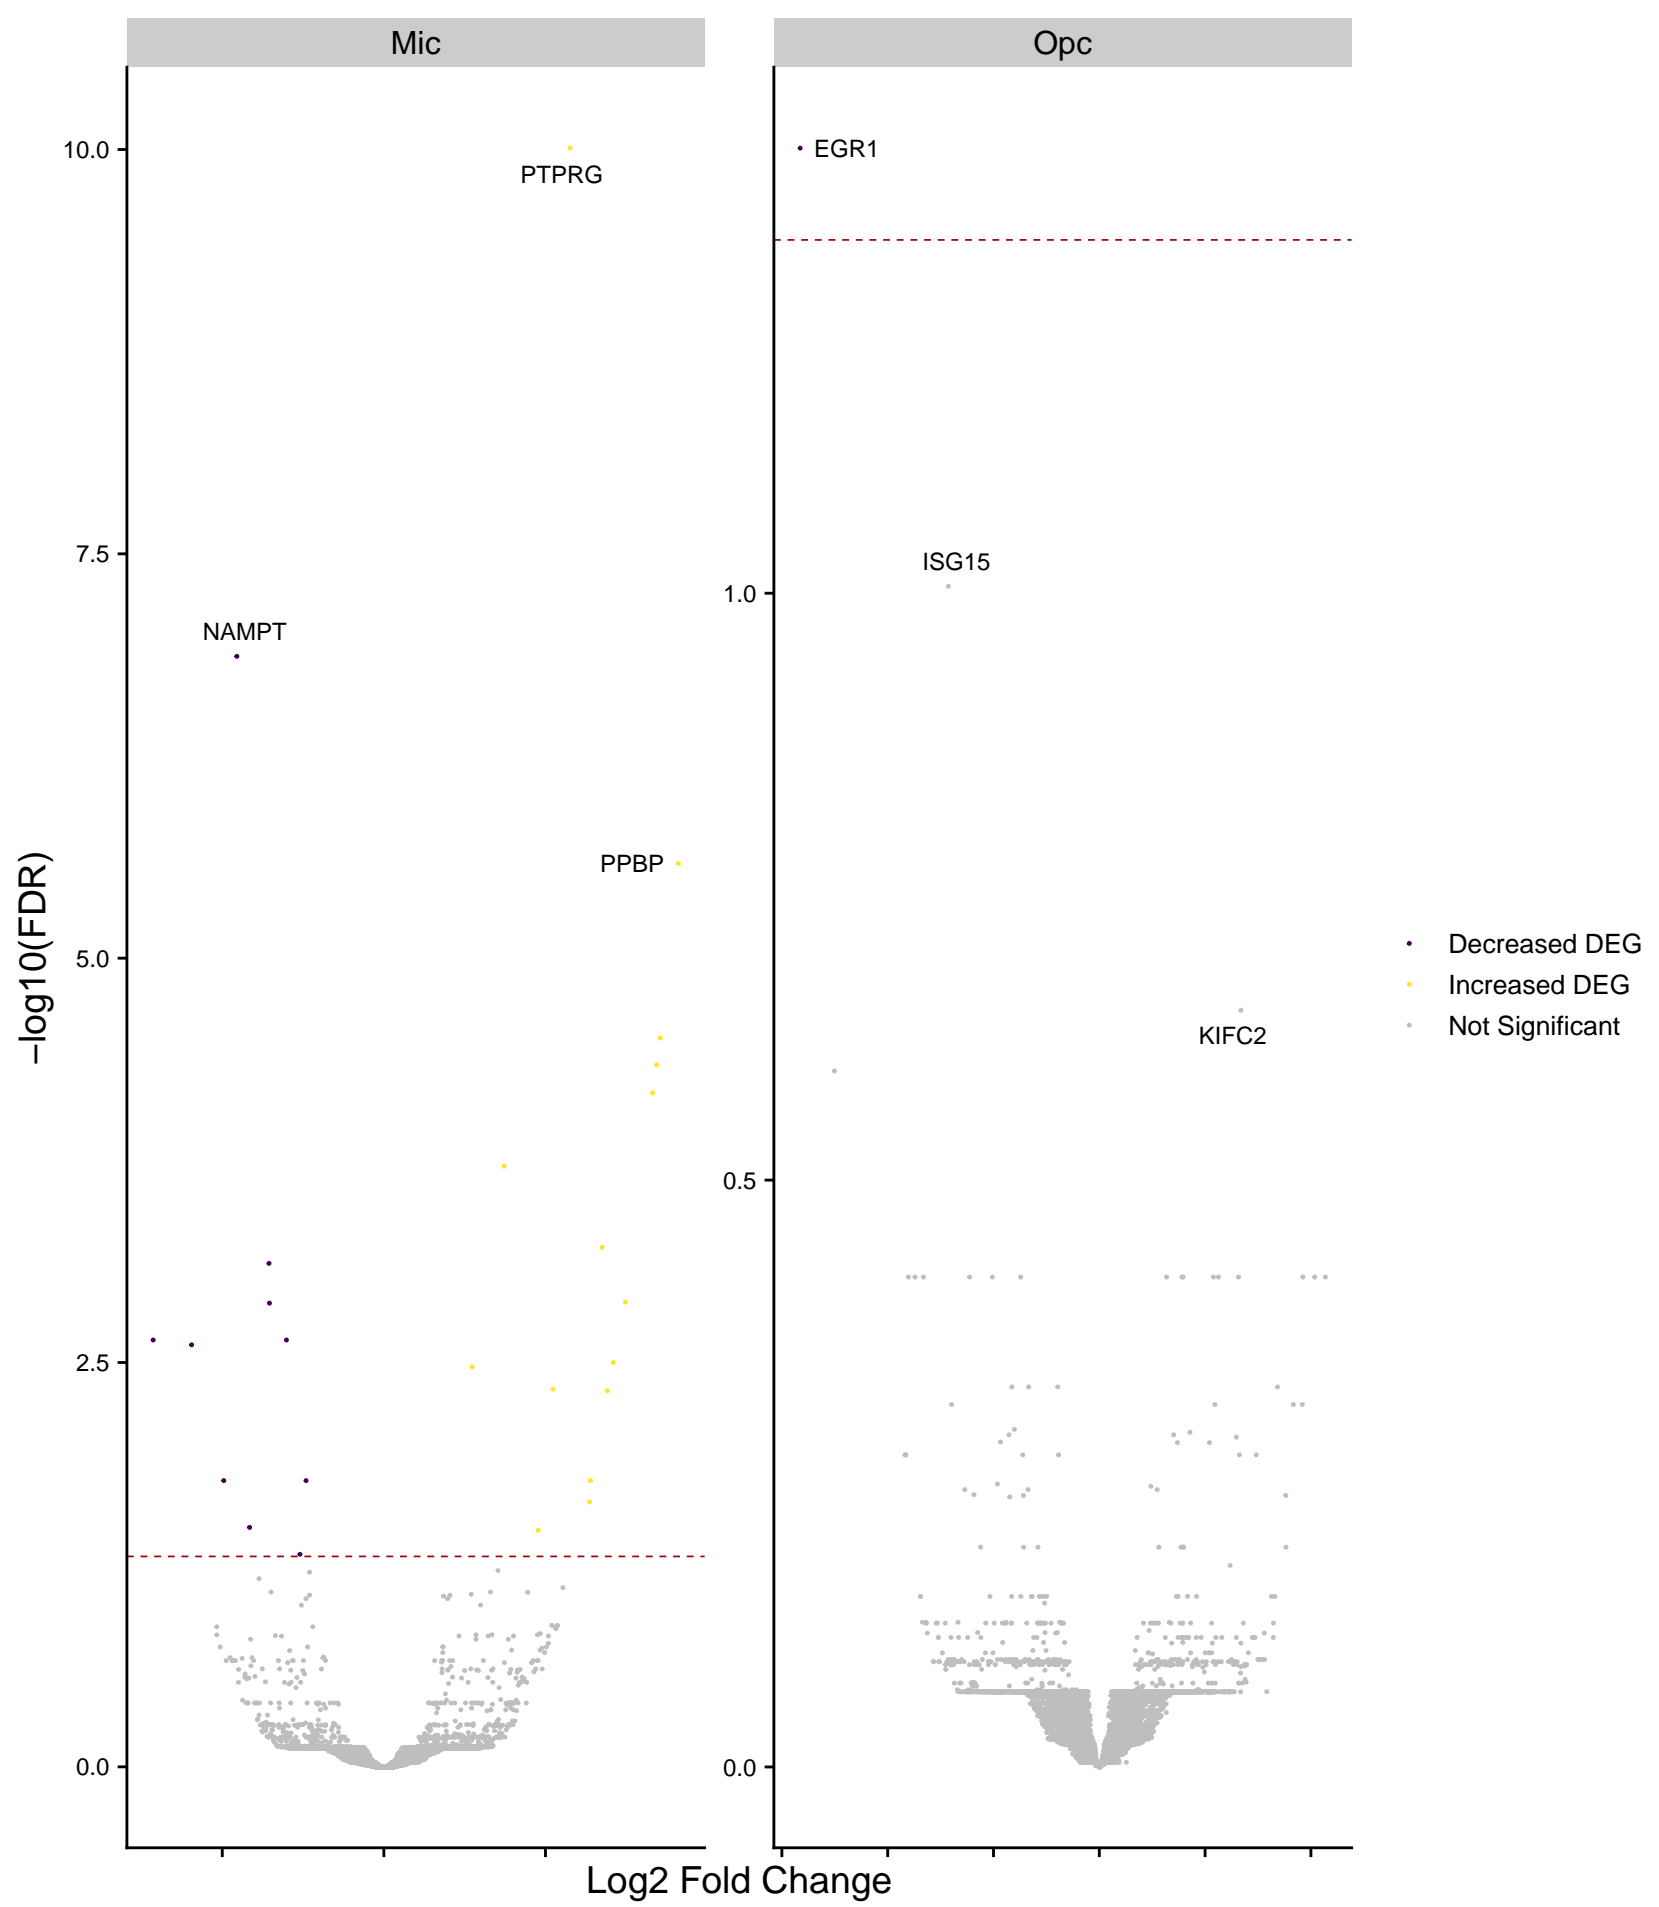 Mic
Opc
10.0
7.5
5.0
2.5
0.0
PTPRG
NAMPT
PPBP
1.0
0.5
0.0
EGR1
ISG15
KIFC2
−log10(FDR)
Log2 Fold Change
Decreased DEG
Increased DEG
Not Significant